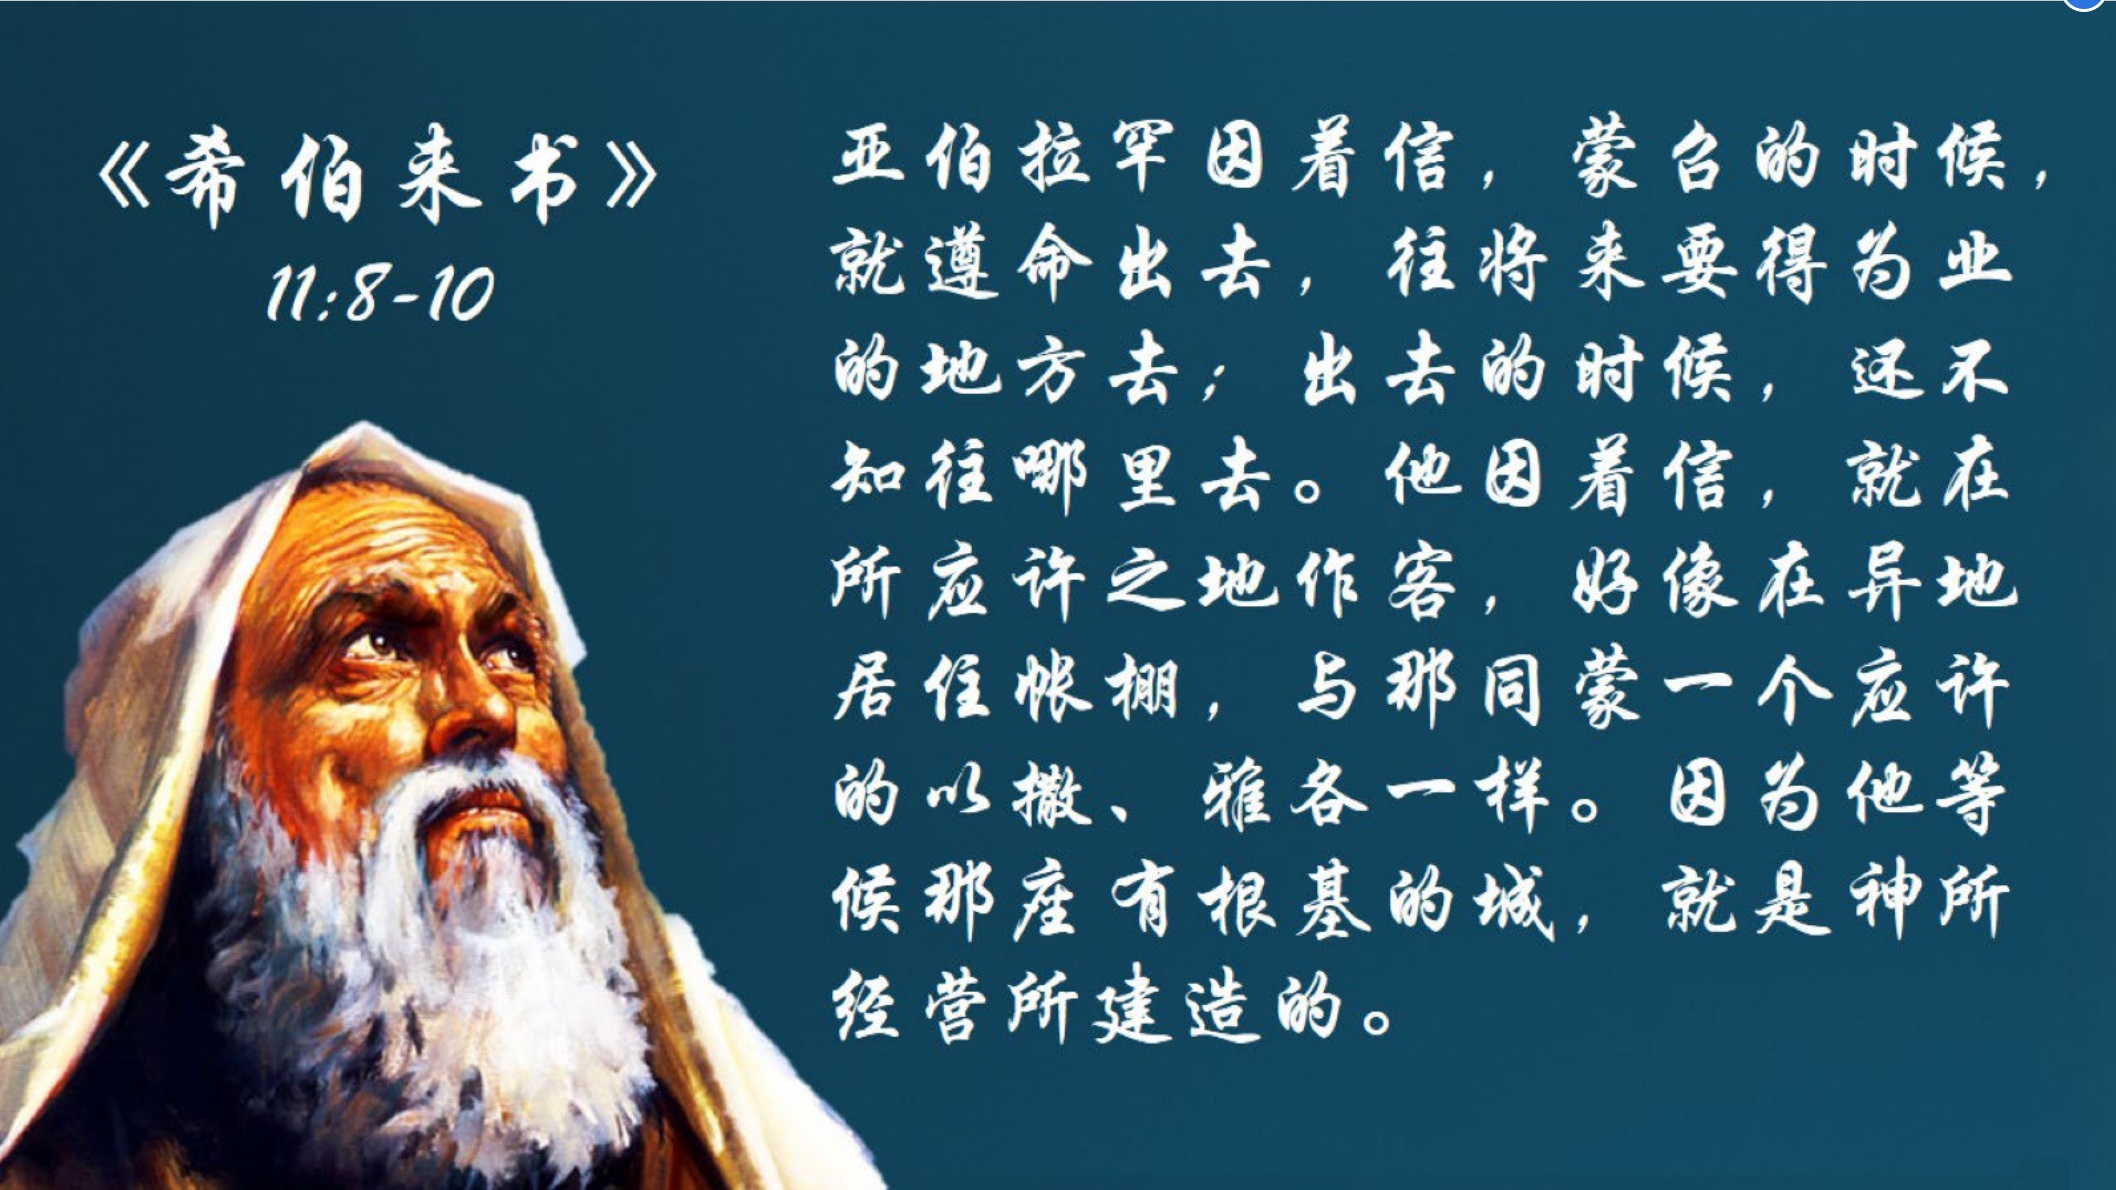 《希伯来书》
11:8-10
亚伯拉罕因着信，蒙召的时候，
就遵命出去，往将来要得为业
的地方去；出去的时候，还不
知往哪里去。他因着信，就在
所应许之地作客，好像在异地
居住帐棚，与那同蒙一个应许
的以撒、雅各一样。因为他等
候那座有根基的城，就是神所
经营所建造的。